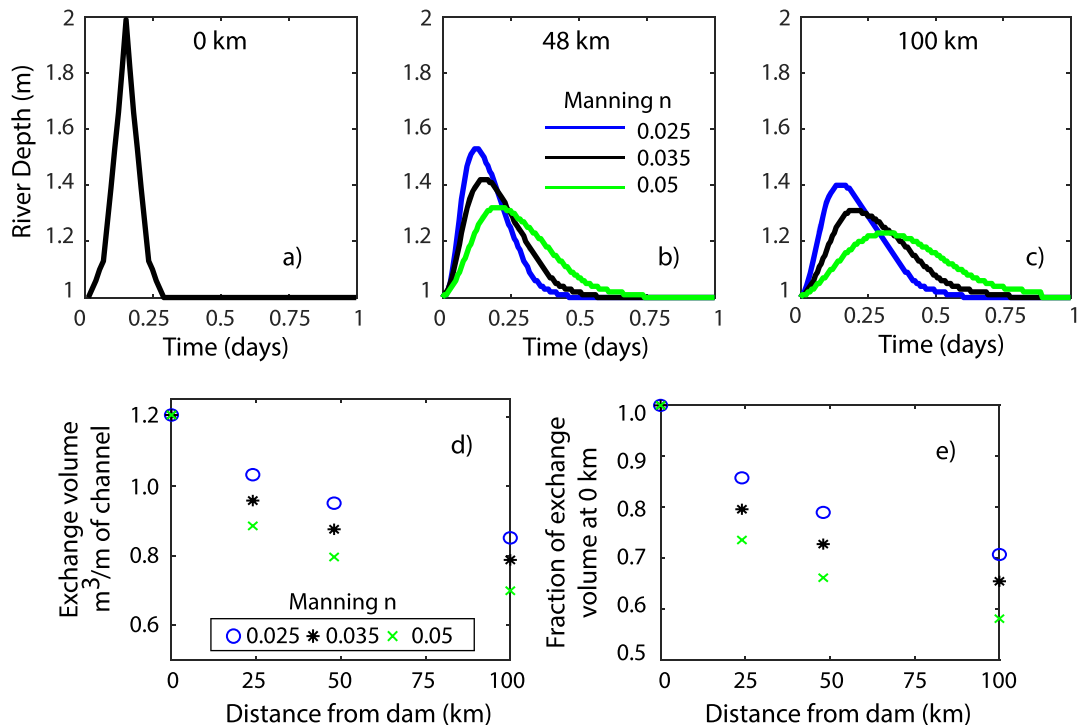 0 km
48 km
100 km
2
1.8
1.6
1.4
1.2
1
River Depth (m)
a)
0
0.25
0.5
0.75
1
Time (days)
2
1.8
1.6
1.4
1.2
1
Manning n
0.025
0.035
0.05
b)
0
0.25
0.5
0.75
1
Time (days)
2
1.8
1.6
1.4
1.2
1
c)
0
0.25
0.5
0.75
1
Time (days)
1.2
1.0
0.8
0.6
Exchange volume
m³/m of channel
d)
Manning n
0.025 0.035 0.05
0
25
50
75
100
Distance from dam (km)
1.0
0.9
0.8
0.7
0.6
0.5
Fraction of exchange
volume at 0 km
e)
0
25
50
75
100
Distance from dam (km)